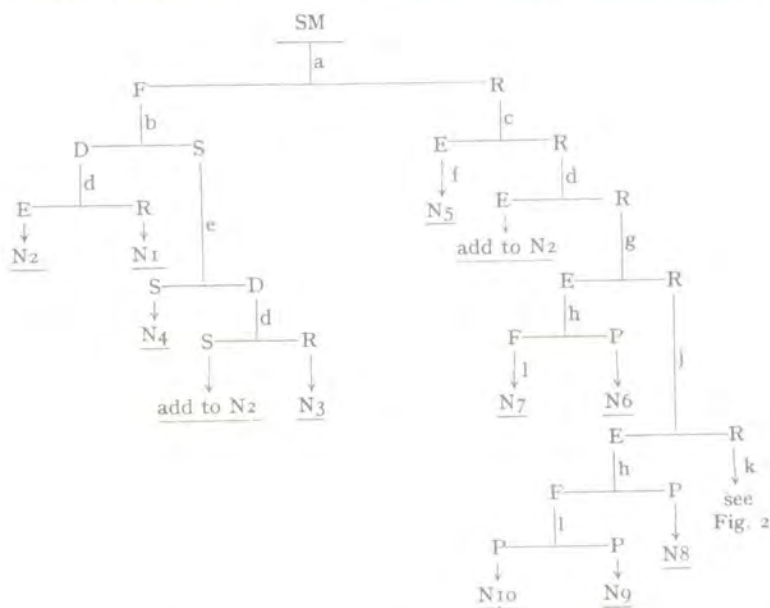 SM
a
F R
b c
D S E R
d f d
E R N5 E R
e
N2 N1 add to N2 g
S D E R
d h
N4 S R F P
l j
add to N2 N3 N7 N6
E R
h k
F P see
Fig. 2
l
P P N8
N10 N9